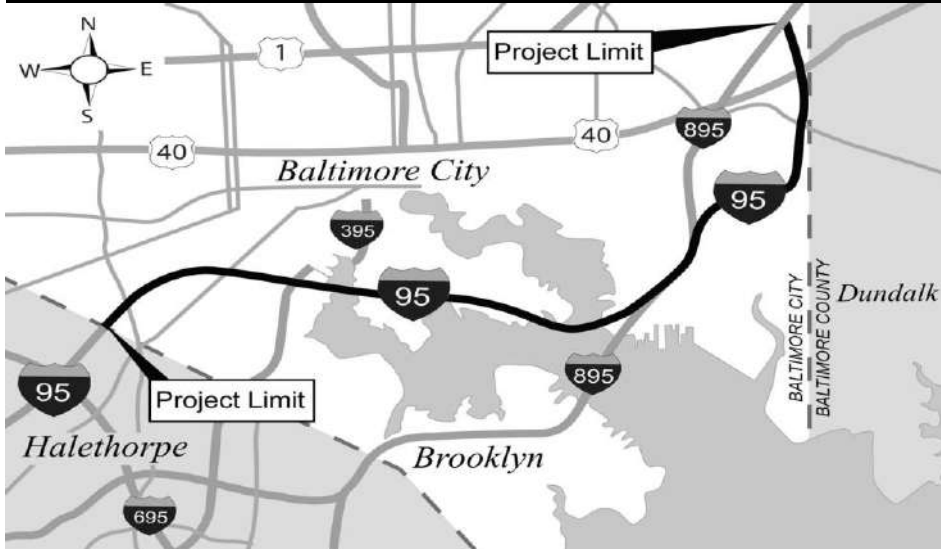 N
W E
S
1
Project Limit
40
40
895
Baltimore City
395
95
95
BALTIMORE CITY
BALTIMORE COUNTY
Dundalk
895
95
Project Limit
Halethorpe
Brooklyn
695